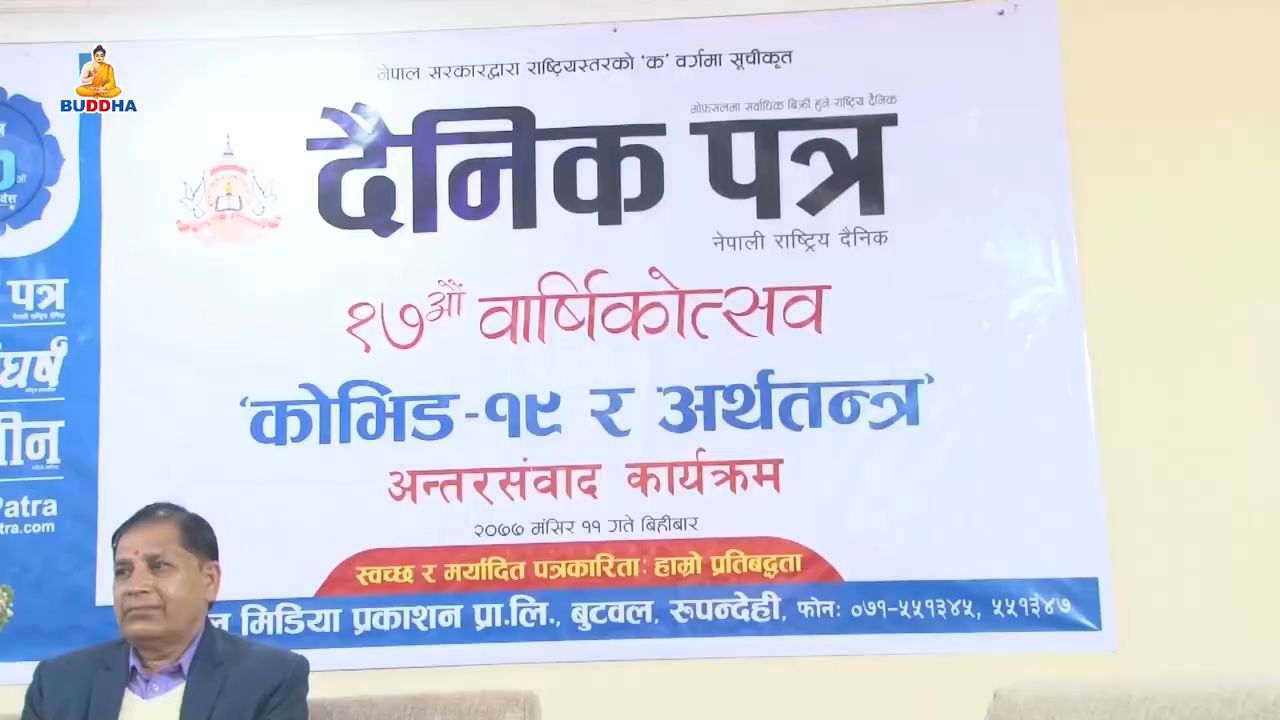 BUDDHA
नेपाल सरकारद्वारा राष्ट्रियस्तरको 'क' वर्गमा सूचीकृत
मोफसलमा सर्वाधिक बिक्री हुने राष्ट्रिय दैनिक
दैनिक पत्र
नेपाली राष्ट्रिय दैनिक
१७औं वार्षिकोत्सव
'कोभिड-१९ र अर्थतन्त्र'
अन्तरसंवाद कार्यक्रम
२०७७ मंसिर ११ गते बिहीबार
स्वच्छ र मर्यादित पत्रकारिताः हाम्रो प्रतिबद्धता
मिडिया प्रकाशन प्रा.लि., बुटवल, रुपन्देही, फोनः ०७१-५५१३४५, ५५१३४७
पत्र
Patra
tra.com